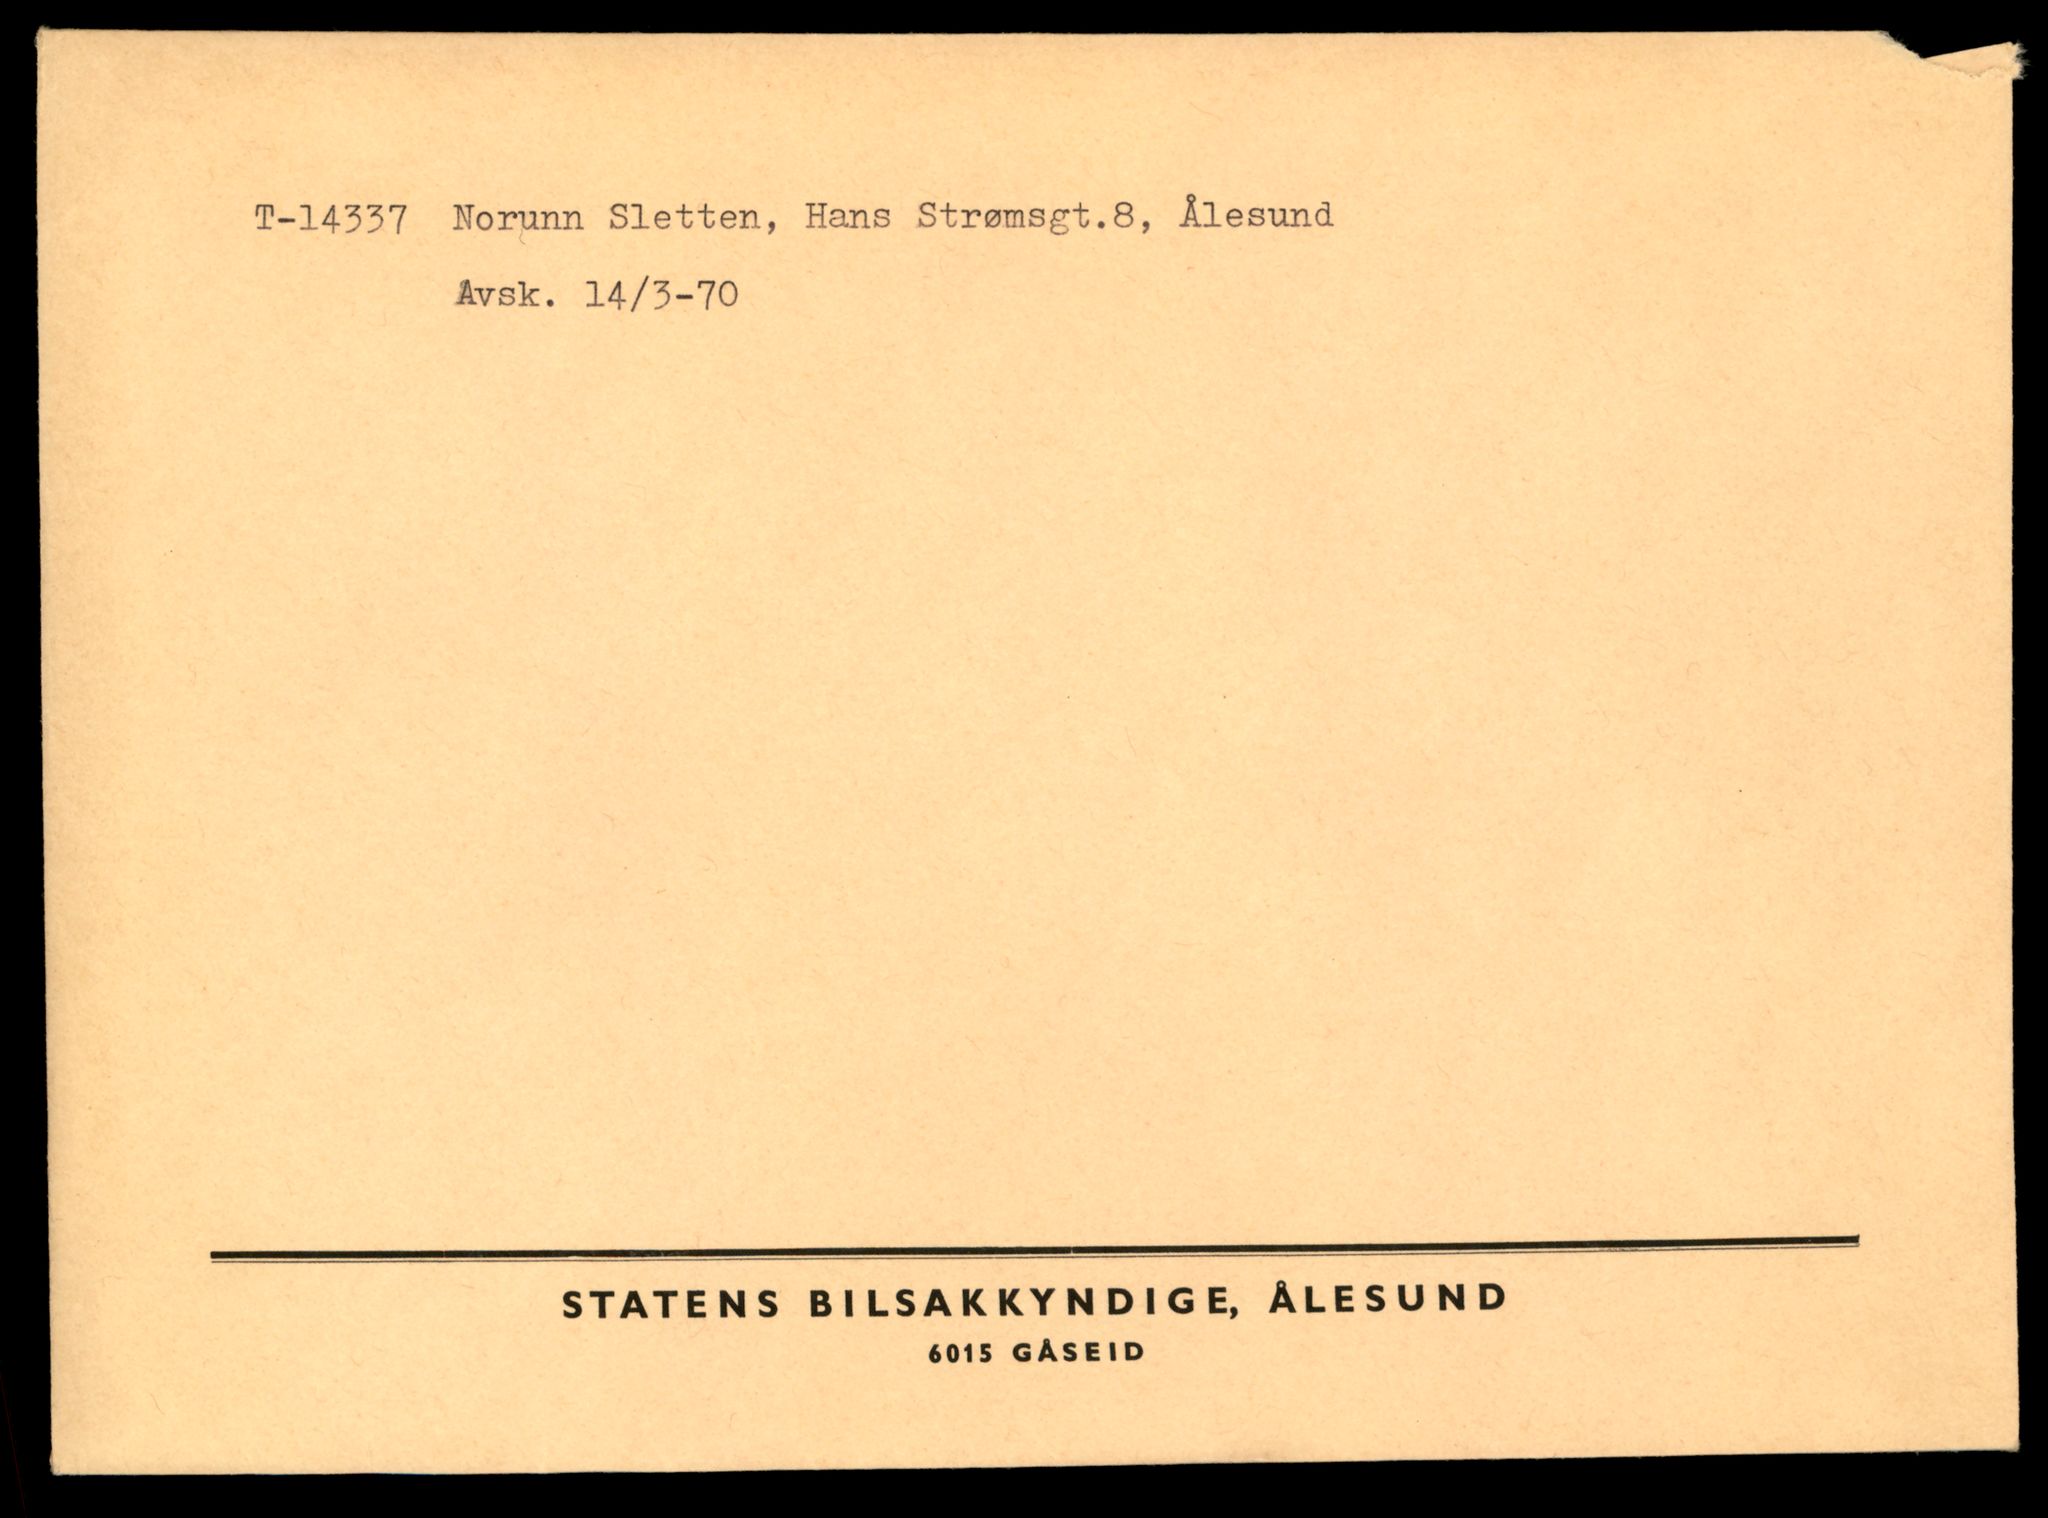 T-14337 Norunn Sletten, Hans Strømsgt.8, Ålesund
Avsk. 14/3-70
STATENS BILSAKKYNDIGE, ÅLESUND
6015 GÅSEID